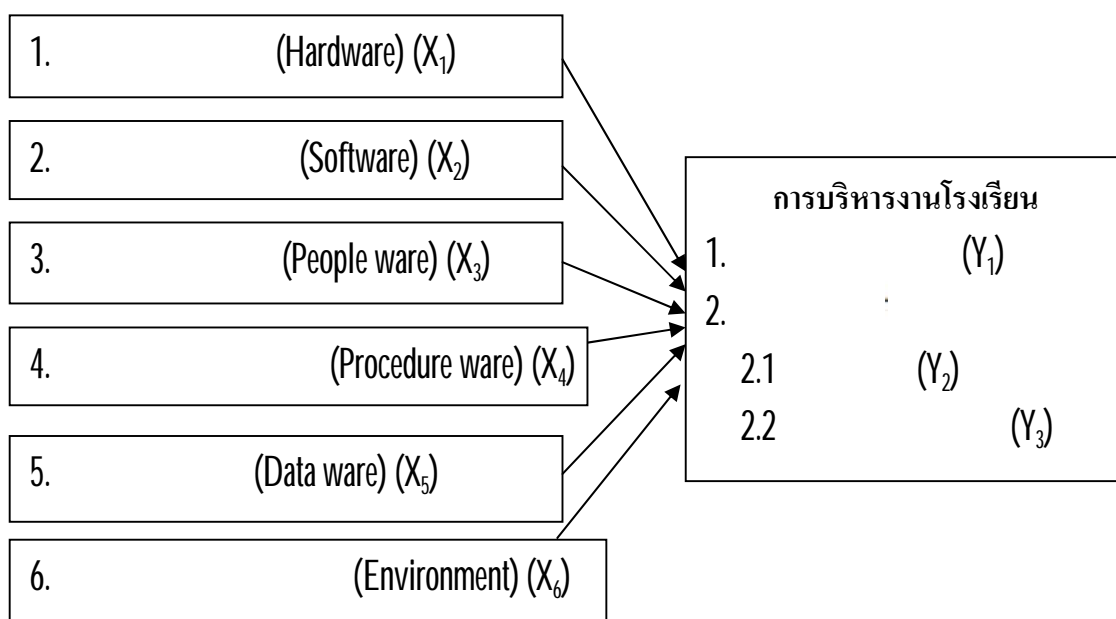 1. (Hardware) (X₁)
2. (Software) (X₂)
3. (People ware) (X₃)
4. (Procedure ware) (X₄)
5. (Data ware) (X₅)
6. (Environment) (X₆)
การบริหารงานโรงเรียน
1. (Y₁)
2.
2.1 (Y₂)
2.2 (Y₃)